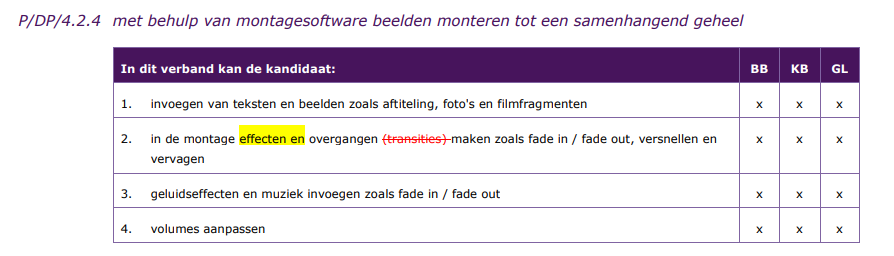 P/DP/4.2.4 met behulp van montagesoftware beelden monteren tot een samenhangend geheel
In dit verband kan de kandidaat: BB KB GL
1. invoegen van teksten en beelden zoals aftiteling, foto's en filmfragmenten x x x
2. in de montage effecten en overgangen (transities) maken zoals fade in / fade out, versnellen en x x x
vervagen
3. geluidseffecten en muziek invoegen zoals fade in / fade out x x x
4. volumes aanpassen x x x